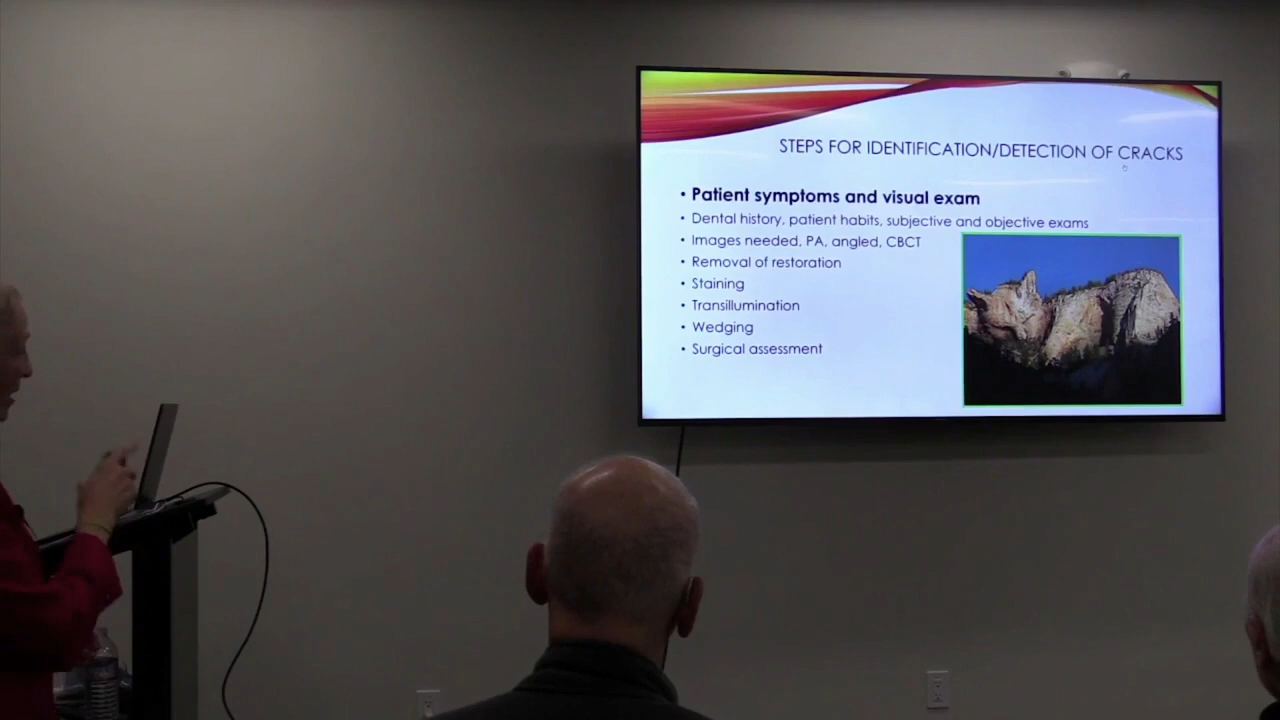 STEPS FOR IDENTIFICATION/DETECTION OF CRACKS
• Patient symptoms and visual exam
• Dental history, patient habits, subjective and objective exams
• Images needed, PA, angled, CBCT
• Removal of restoration
• Staining
• Transillumination
• Wedging
• Surgical assessment